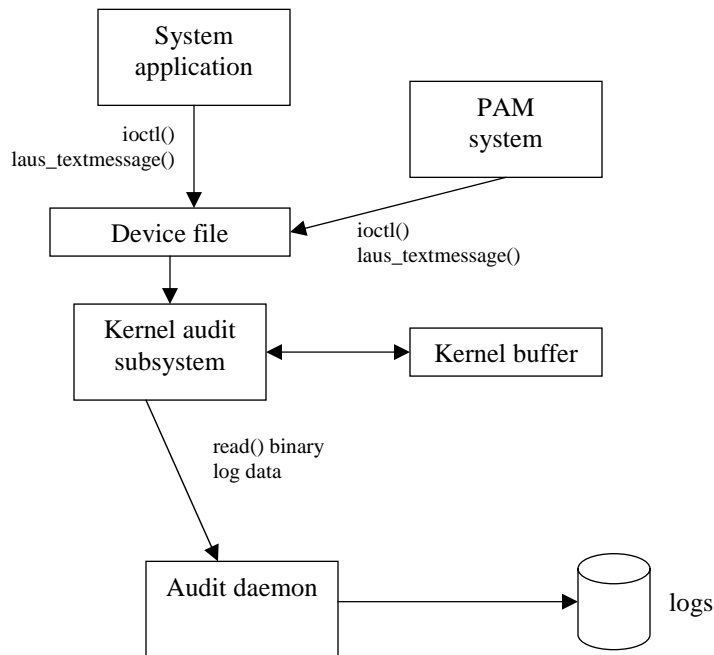 System
application
PAM
system
ioctl()
laus_textmessage()
Device file
ioctl()
laus_textmessage()
Kernel audit
subsystem
Kernel buffer
read() binary
log data
Audit daemon
logs